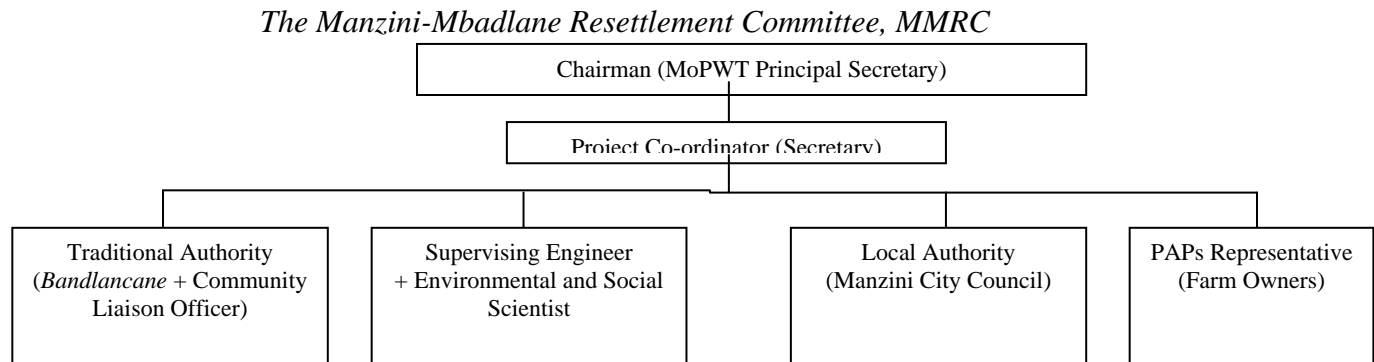 The Manzini-Mbadlane Resettlement Committee, MMRC
Chairman (MoPWT Principal Secretary)
Project Co-ordinator (Secretary)
Traditional Authority
(Bandlancane + Community
Liaison Officer)
Supervising Engineer
+ Environmental and Social
Scientist
Local Authority
(Manzini City Council)
PAPs Representative
(Farm Owners)